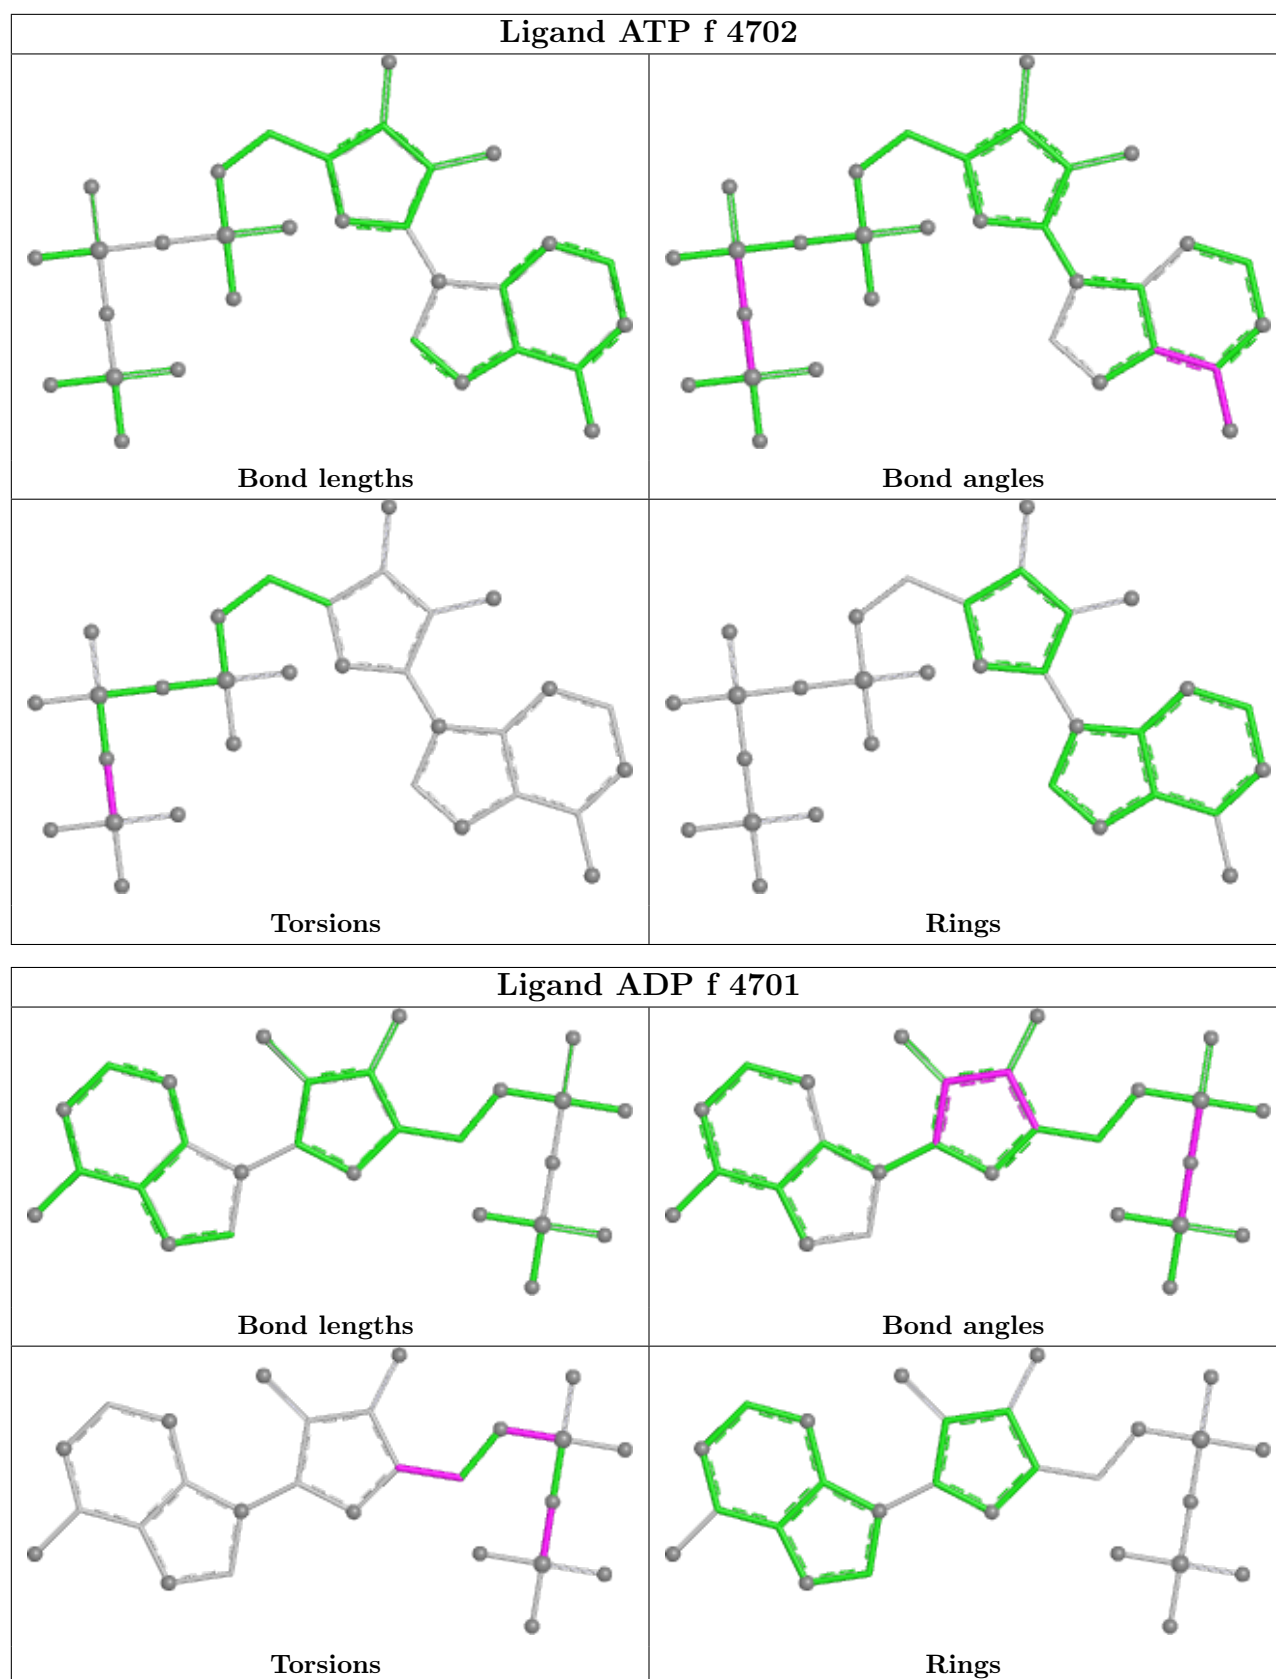 Ligand ATP f 4702
Bond lengths
Bond angles
Torsions
Rings
Ligand ADP f 4701
Bond lengths
Bond angles
Torsions
Rings